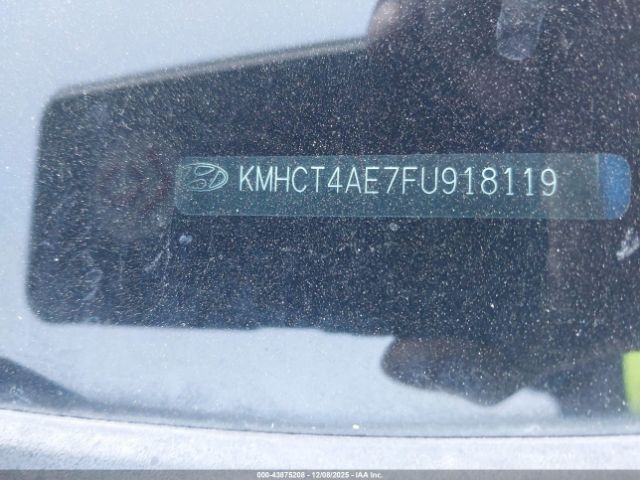 KMHCT4AE7FU918119
000-43875208 - 12/08/2025 - IAA Inc.